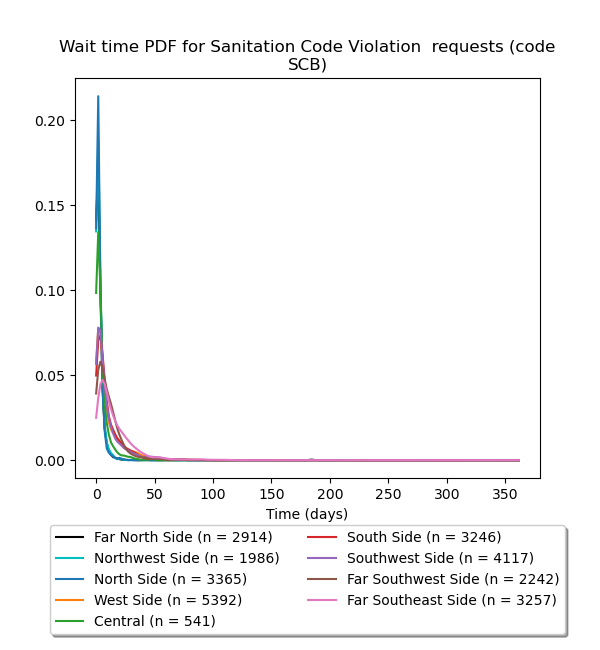 Wait time PDF for Sanitation Code Violation  requests (code
SCB)
0.20
0.15
0.10
0.05
0.00
0 50 100 150 200 250 300 350
Time (days)
Far North Side (n = 2914)
Northwest Side (n = 1986)
North Side (n = 3365)
West Side (n = 5392)
Central (n = 541)
South Side (n = 3246)
Southwest Side (n = 4117)
Far Southwest Side (n = 2242)
Far Southeast Side (n = 3257)